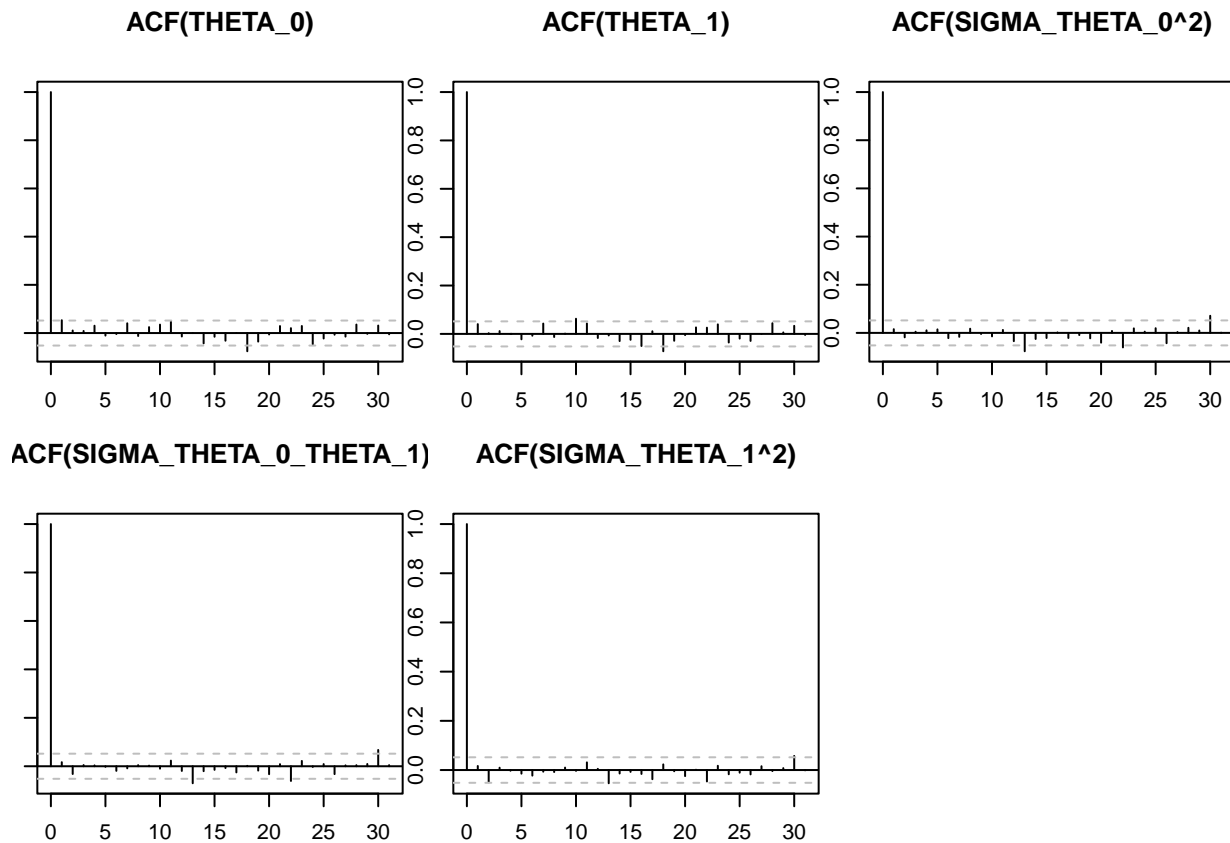 ACF(THETA_0)
ACF(THETA_1)
ACF(SIGMA_THETA_0^2)
0.0 0.2 0.4 0.6 0.8 1.0
0.0 0.2 0.4 0.6 0.8 1.0
0 5 10 15 20 25 30
0 5 10 15 20 25 30
0 5 10 15 20 25 30
ACF(SIGMA_THETA_0_THETA_1)
ACF(SIGMA_THETA_1^2)
0.0 0.2 0.4 0.6 0.8 1.0
0 5 10 15 20 25 30
0 5 10 15 20 25 30